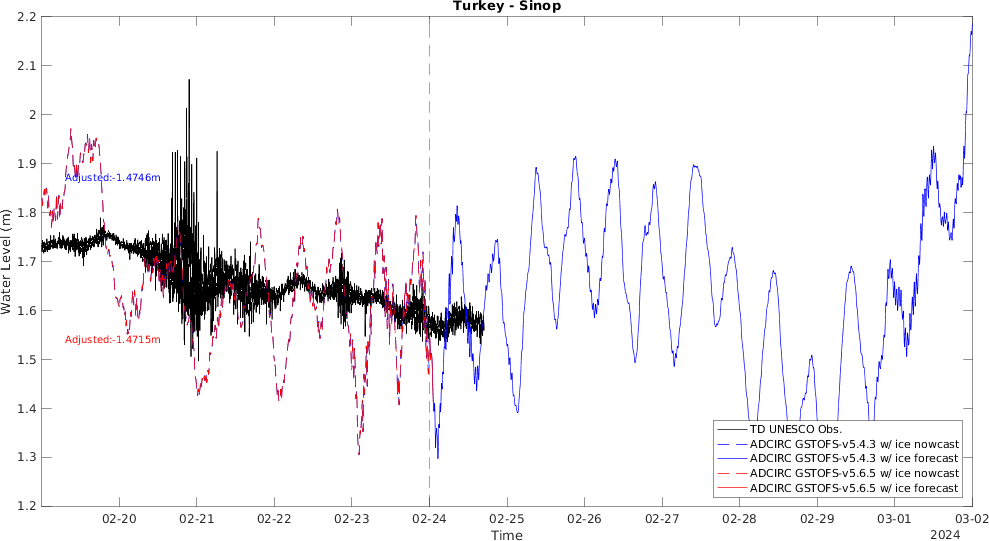 Turkey - Sinop
2.2
2.1
2
1.9
1.8
1.7
1.6
1.5
1.4
1.3
1.2
Water Level (m)
Adjusted:-1.4746m
Adjusted:-1.4715m
TD UNESCO Obs.
ADCIRC GSTOFS-v5.4.3 w/ ice nowcast
ADCIRC GSTOFS-v5.4.3 w/ ice forecast
ADCIRC GSTOFS-v5.6.5 w/ ice nowcast
ADCIRC GSTOFS-v5.6.5 w/ ice forecast
02-20 02-21 02-22 02-23 02-24 02-25 02-26 02-27 02-28 02-29 03-01 03-02
Time
2024